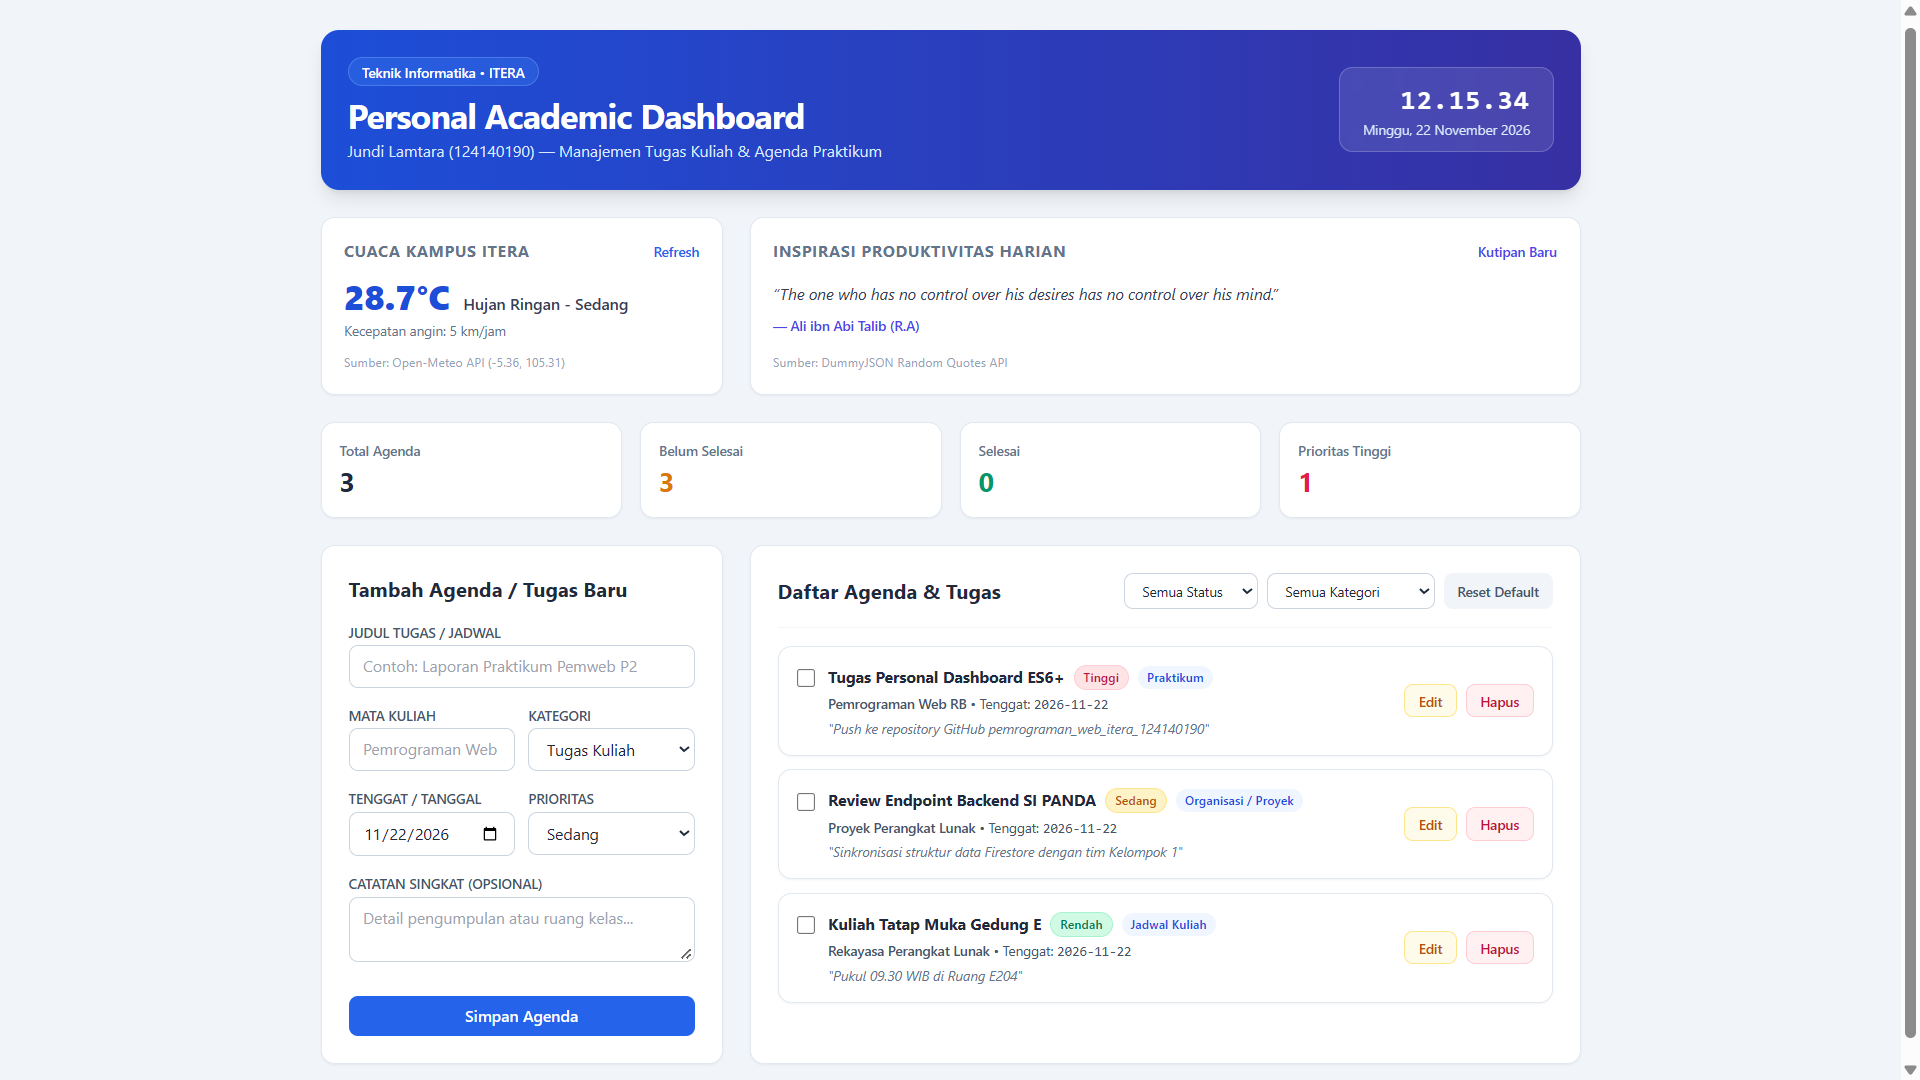 Teknik Informatika • ITERA
Personal Academic Dashboard
Jundi Lamtara (124140190) — Manajemen Tugas Kuliah & Agenda Praktikum
12.15.34
Minggu, 22 November 2026
CUACA KAMPUS ITERA
Refresh
28.7°C Hujan Ringan - Sedang
Kecepatan angin: 5 km/jam
Sumber: Open-Meteo API (-5.36, 105.31)
INSPIRASI PRODUKTIVITAS HARIAN
Kutipan Baru
“The one who has no control over his desires has no control over his mind.”
— Ali ibn Abi Talib (R.A)
Sumber: DummyJSON Random Quotes API
Total Agenda
3
Belum Selesai
3
Selesai
0
Prioritas Tinggi
1
Tambah Agenda / Tugas Baru
JUDUL TUGAS / JADWAL
Contoh: Laporan Praktikum Pemweb P2
MATA KULIAH
Pemrograman Web
KATEGORI
Tugas Kuliah
TENGGAT / TANGGAL
11/22/2026
PRIORITAS
Sedang
CATATAN SINGKAT (OPSIONAL)
Detail pengumpulan atau ruang kelas...
Simpan Agenda
Daftar Agenda & Tugas
Semua Status
Semua Kategori
Reset Default
Tugas Personal Dashboard ES6+ Tinggi Praktikum
Pemrograman Web RB • Tenggat: 2026-11-22
"Push ke repository GitHub pemrograman_web_itera_124140190"
Edit
Hapus
Review Endpoint Backend SI PANDA Sedang Organisasi / Proyek
Proyek Perangkat Lunak • Tenggat: 2026-11-22
"Sinkronisasi struktur data Firestore dengan tim Kelompok 1"
Edit
Hapus
Kuliah Tatap Muka Gedung E Rendah Jadwal Kuliah
Rekayasa Perangkat Lunak • Tenggat: 2026-11-22
"Pukul 09.30 WIB di Ruang E204"
Edit
Hapus